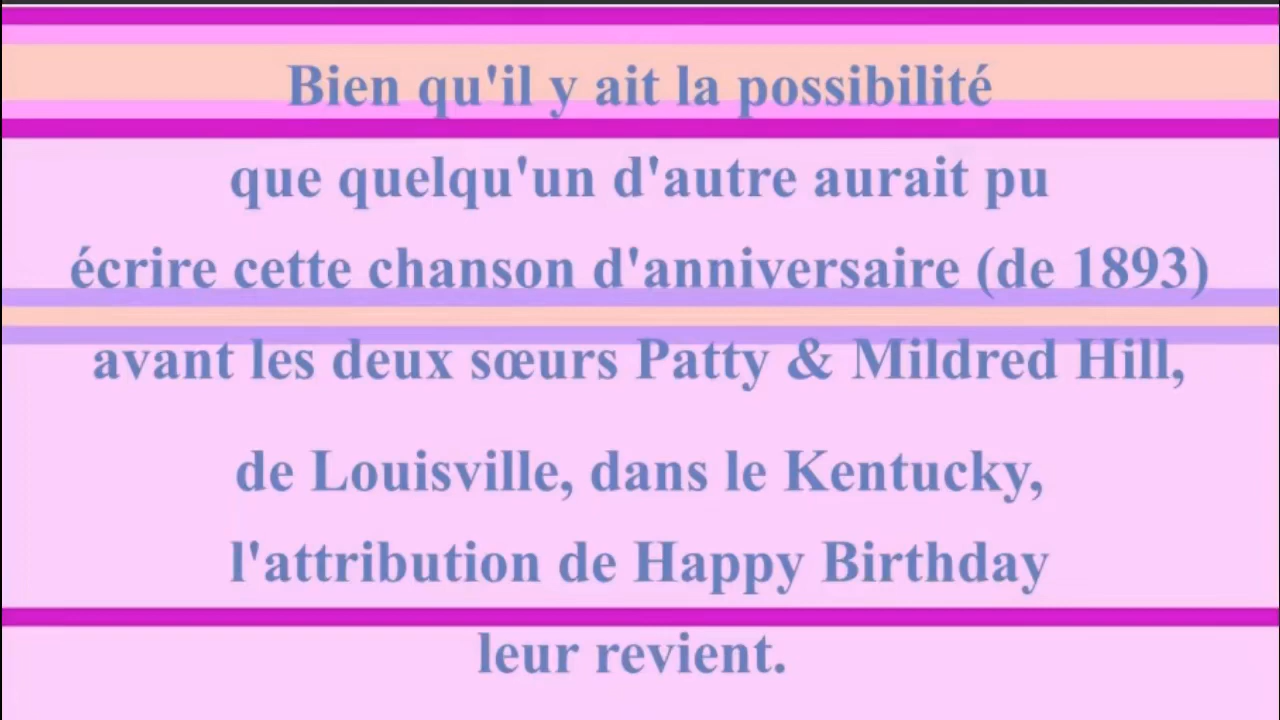 Bien qu'il y ait la possibilité
que quelqu'un d'autre aurait pu
écrire cette chanson d'anniversaire (de 1893)
avant les deux sœurs Patty & Mildred Hill,
de Louisville, dans le Kentucky,
l'attribution de Happy Birthday
leur revient.